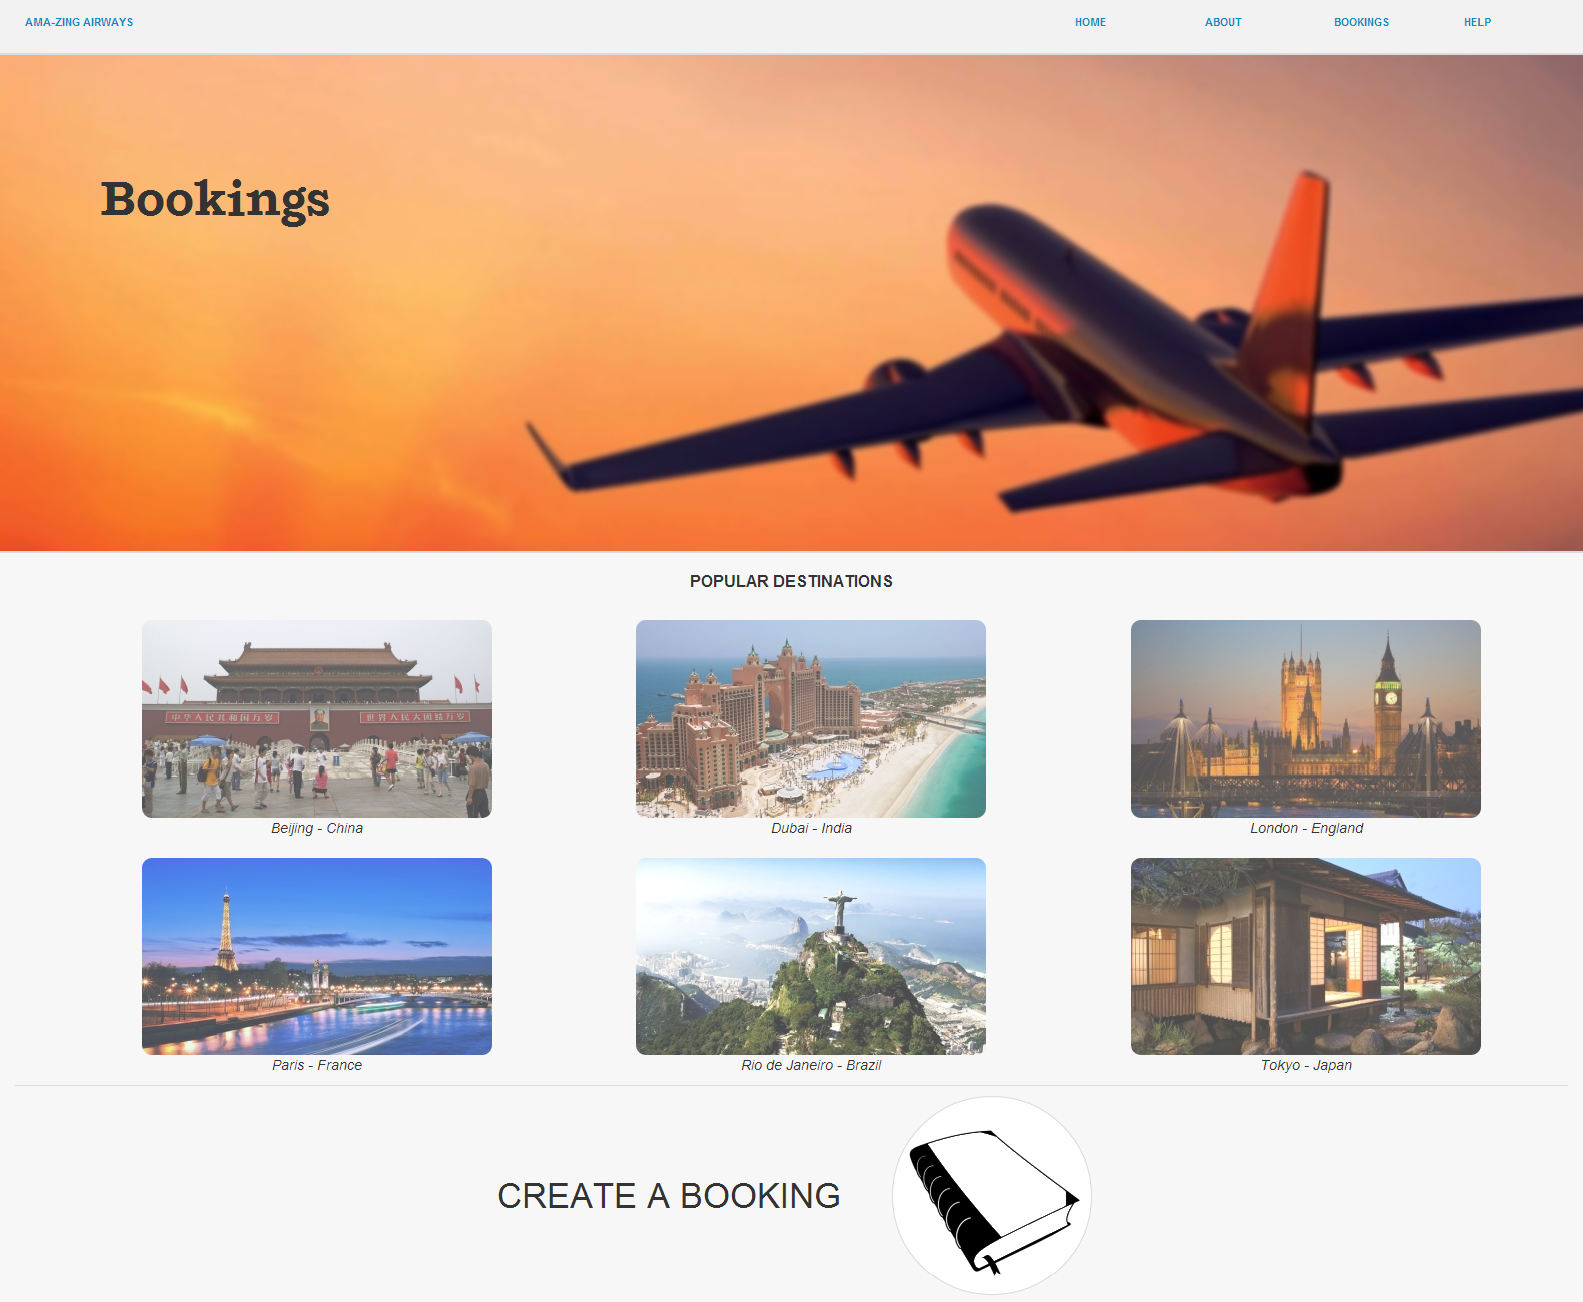 AMA-ZING AIRWAYS
HOME
ABOUT
BOOKINGS
HELP
Bookings
POPULAR DESTINATIONS
中华人民共和国万岁
世界人民大团结万岁
Beijing - China
Dubai - India
London - England
Paris - France
Rio de Janeiro - Brazil
Tokyo - Japan
CREATE A BOOKING